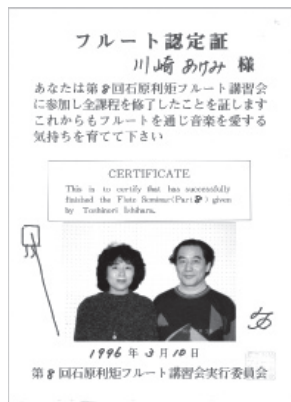 フルート認定証
川崎 あけみ 様
あなたは第8回石原利矩フルート講習会
に参加し全課程を修了したことを証します
これからもフルートを通じ音楽を愛する
気持ちを育てて下さい
CERTIFICATE
This is to certify that has successfully
finished the Flute Seminar(Part 8) given
by Toshinori Ishihara.
1996 年 3 月 10 日
第8回石原利矩フルート講習会実行委員会